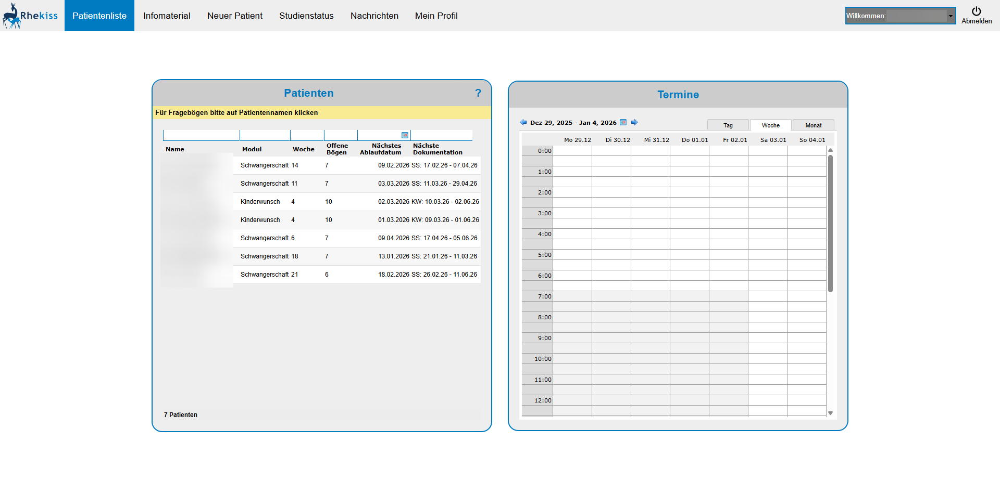 Rhekiss
Patientenliste Infomaterial Neuer Patient Studienstatus Nachrichten Mein Profil
Willkommen:
Abmelden
Patienten ?
Für Fragebögen bitte auf Patientennamen klicken
Name Modul Woche Offene Bögen Nächstes Ablaufdatum Nächste Dokumentation
Schwangerschaft 14 7 09.02.2026 SS: 17.02.26 - 07.04.26
Schwangerschaft 11 7 03.03.2026 SS: 11.03.26 - 29.04.26
Kinderwunsch 4 10 02.03.2026 KW: 10.03.26 - 02.06.26
Kinderwunsch 4 10 01.03.2026 KW: 09.03.26 - 01.06.26
Schwangerschaft 6 7 09.04.2026 SS: 17.04.26 - 05.06.26
Schwangerschaft 18 7 13.01.2026 SS: 21.01.26 - 11.03.26
Schwangerschaft 21 6 18.02.2026 SS: 26.02.26 - 11.06.26
7 Patienten
Termine
Dez 29, 2025 - Jan 4, 2026
Tag Woche Monat
Mo 29.12 Di 30.12 Mi 31.12 Do 01.01 Fr 02.01 Sa 03.01 So 04.01
0:00
1:00
2:00
3:00
4:00
5:00
6:00
7:00
8:00
9:00
10:00
11:00
12:00